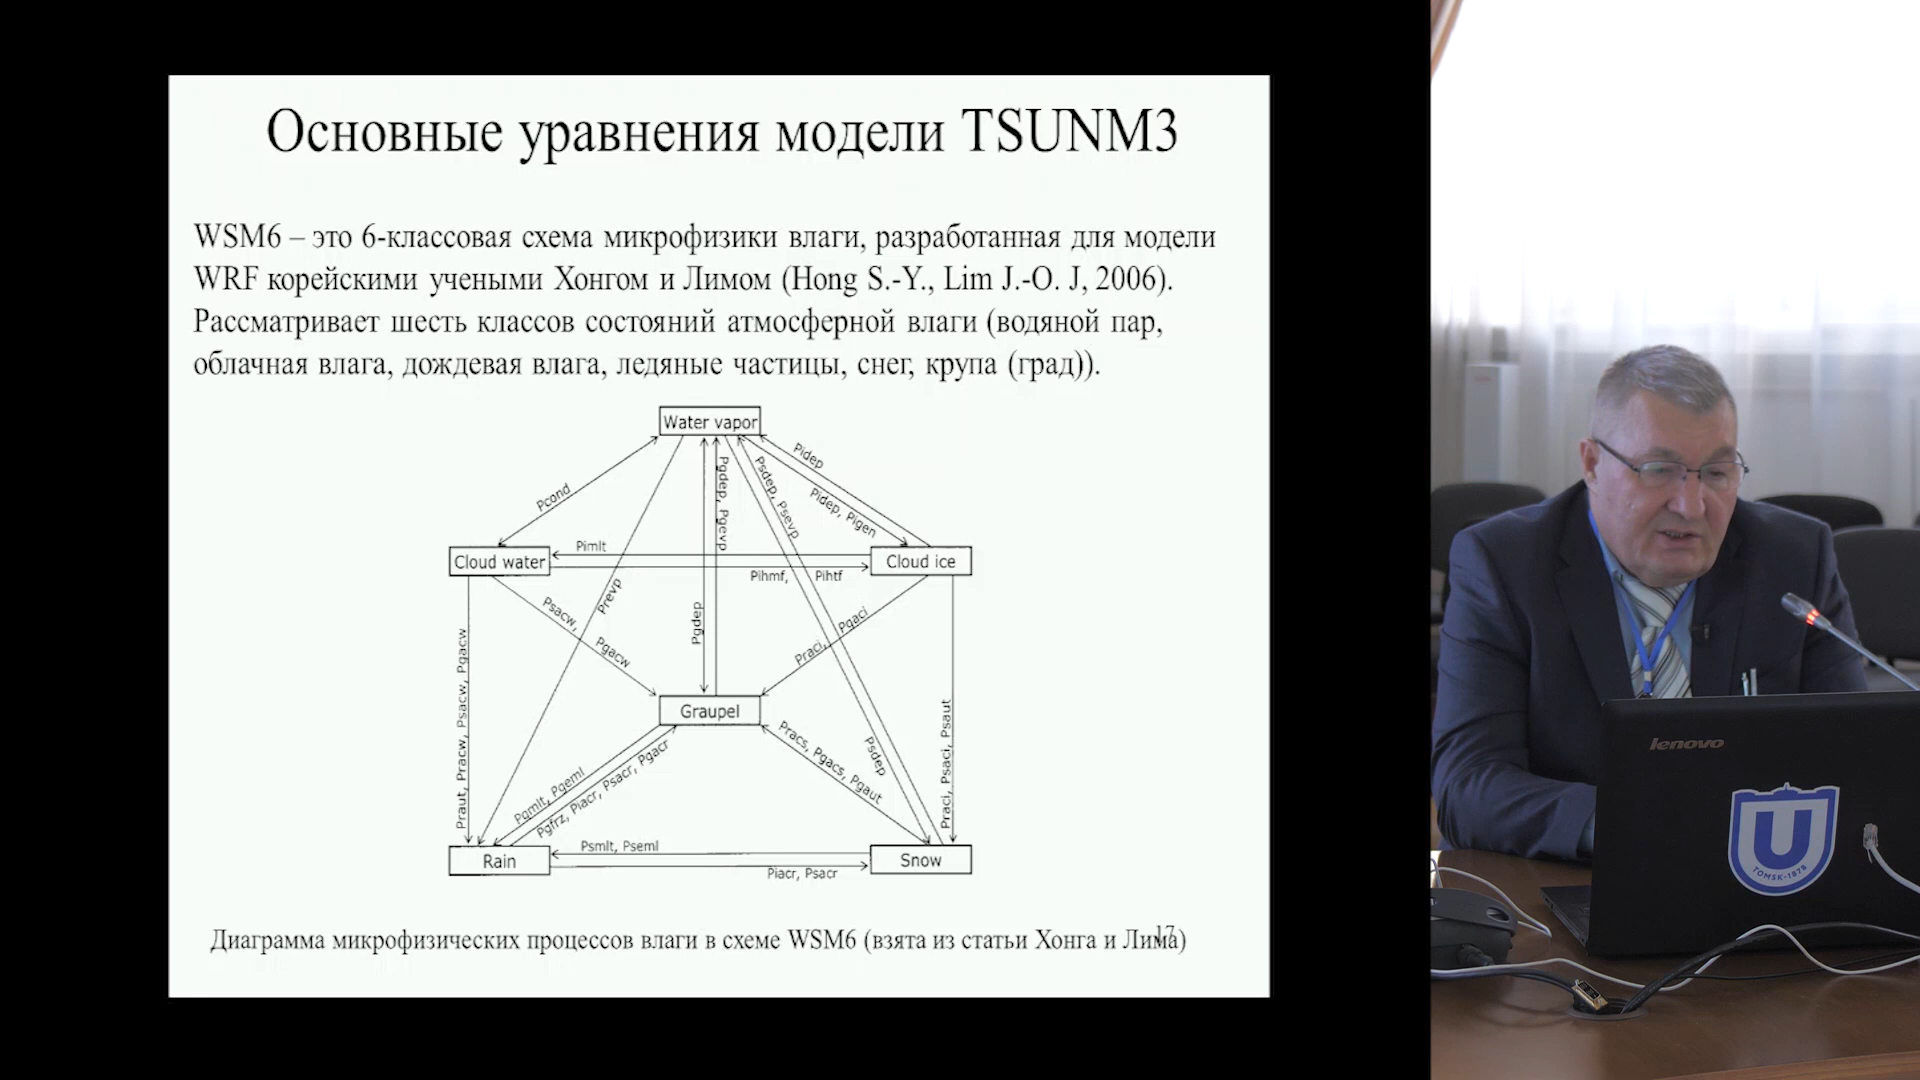 Основные уравнения модели TSUNM3
WSM6 – это 6-классовая схема микрофизики влаги, разработанная для модели
WRF корейскими учеными Хонгом и Лимом (Hong S.-Y., Lim J.-O. J, 2006).
Рассматривает шесть классов состояний атмосферной влаги (водяной пар,
облачная влага, дождевая влага, ледяные частицы, снег, крупа (град)).
Water vapor
Pidep
Pcond
Pgdep, Pgevp
Psdep, Psevp
Pidep, Pigen
Cloud water
Pimlt
Cloud ice
Pihmf, Pihtf
Prevp
Psacw, Pgacw
Pgdep
Praci, Pgaci
Praut, Pracw, Psacw, Pgacw
Graupel
Pracs, Pgacs, Pgaut
Psdep
Praci, Psaci, Psaut
Pgmlt, Pgeml
Pgfrz, Piacr, Psacr, Pgacr
Rain
Psmlt, Pseml
Snow
Piacr, Psacr
Диаграмма микрофизических процессов влаги в схеме WSM6 (взята из статьи Хонга и Лима)
17
lenovo
U
TOMSK-1878